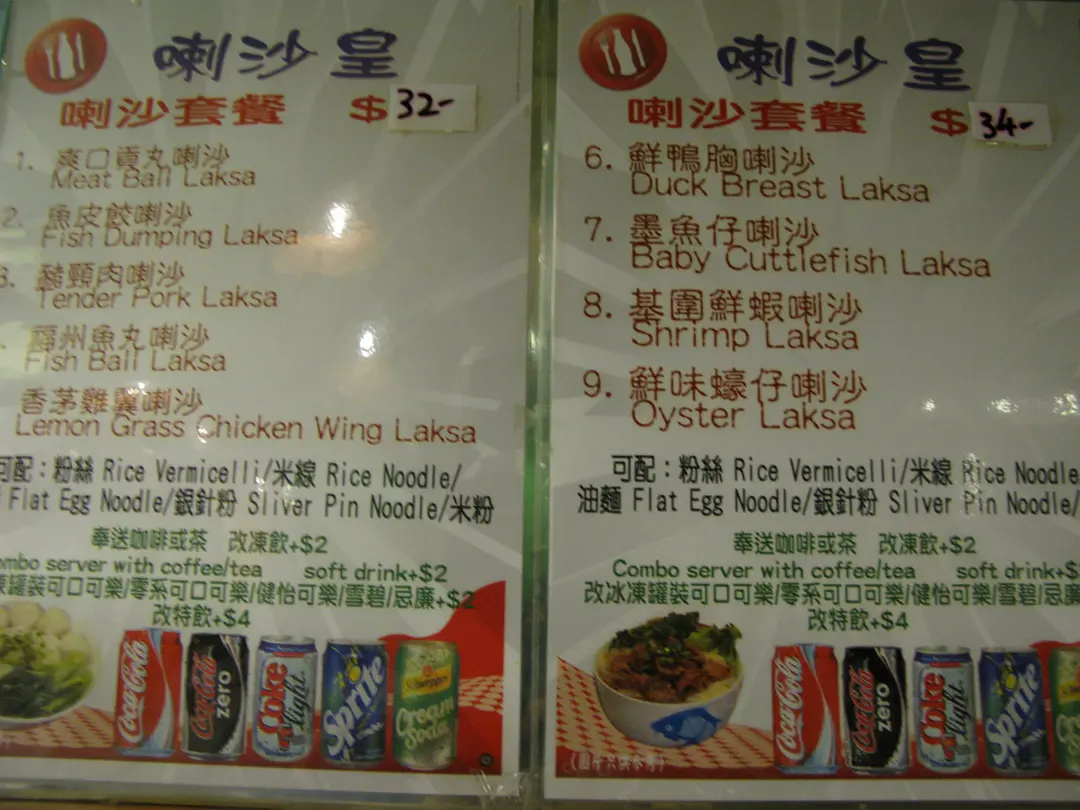 喇沙皇
喇沙套餐 $32-
1. 爽口貢丸喇沙
Meat Ball Laksa
2. 魚皮餃喇沙
Fish Dumping Laksa
3. 豬頸肉喇沙
Tender Pork Laksa
福州魚丸喇沙
Fish Ball Laksa
香茅雞翼喇沙
Lemon Grass Chicken Wing Laksa
可配：粉絲 Rice Vermicelli/米線 Rice Noodle/
Flat Egg Noodle/銀針粉 Sliver Pin Noodle/米粉
奉送咖啡或茶 改凍飲+$2
ombo server with coffee/tea soft drink+$2
凍罐裝可口可樂/零系可口可樂/健怡可樂/雪碧/忌廉+$2
改特飲+$4
Coca-Cola
Coca-Cola zero
Coke light
Sprite
Schweppes Cream Soda
喇沙皇
喇沙套餐 $34-
6. 鮮鴨胸喇沙
Duck Breast Laksa
7. 墨魚仔喇沙
Baby Cuttlefish Laksa
8. 基圍鮮蝦喇沙
Shrimp Laksa
9. 鮮味蠔仔喇沙
Oyster Laksa
可配：粉絲 Rice Vermicelli/米線 Rice Noodle
油麵 Flat Egg Noodle/銀針粉 Sliver Pin Noodle/
奉送咖啡或茶 改凍飲+$2
Combo server with coffee/tea soft drink+$
改冰凍罐裝可口可樂/零系可口可樂/健怡可樂/雪碧/忌廉
改特飲+$4
Coca-Cola
Coca-Cola zero
Coke light
Sprite
(圖片只供參考)